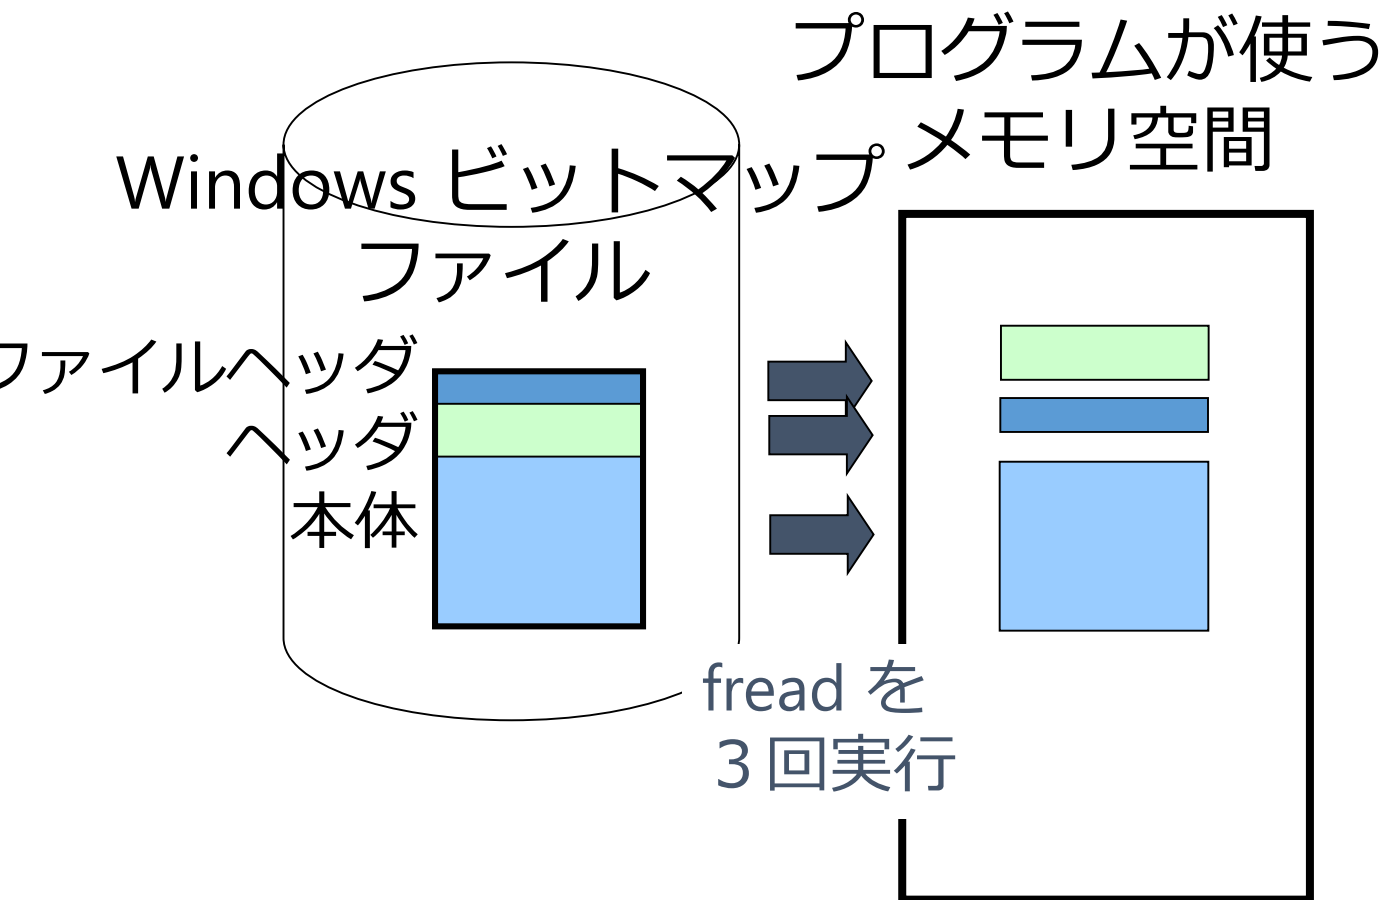 プログラムが使う
メモリ空間
Windows ビットマップ
ファイル
ファイルヘッダ
ヘッダ
本体
fread を
３回実行